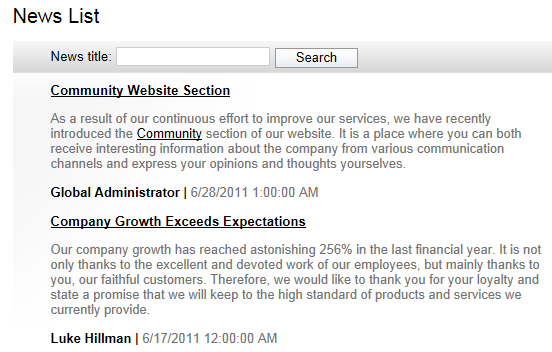 News List
News title: Search
Community Website Section
As a result of our continuous effort to improve our services, we have recently
introduced the Community section of our website. It is a place where you can both
receive interesting information about the company from various communication
channels and express your opinions and thoughts yourselves.
Global Administrator | 6/28/2011 1:00:00 AM
Company Growth Exceeds Expectations
Our company growth has reached astonishing 256% in the last financial year. It is not
only thanks to the excellent and devoted work of our employees, but mainly thanks to
you, our faithful customers. Therefore, we would like to thank you for your loyalty and
state a promise that we will keep to the high standard of products and services we
currently provide.
Luke Hillman | 6/17/2011 12:00:00 AM